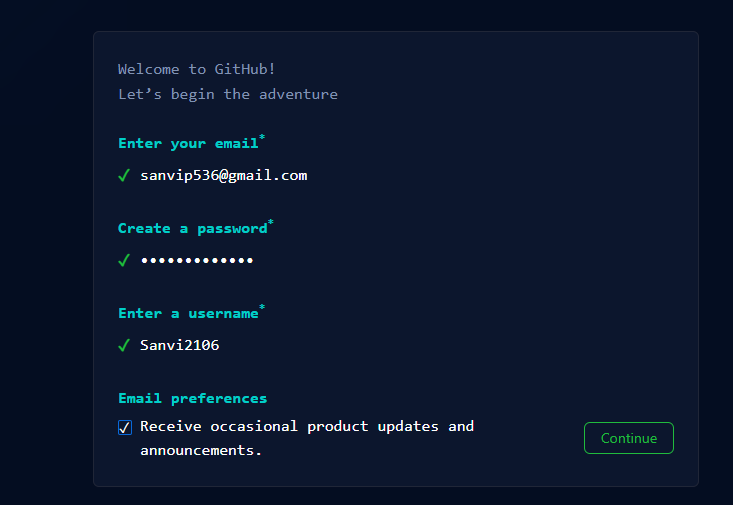 Welcome to GitHub!
Let’s begin the adventure
Enter your email*
✓ sanvip536@gmail.com
Create a password*
✓ •••••••••••••
Enter a username*
✓ Sanvi2106
Email preferences
Receive occasional product updates and
announcements.
Continue